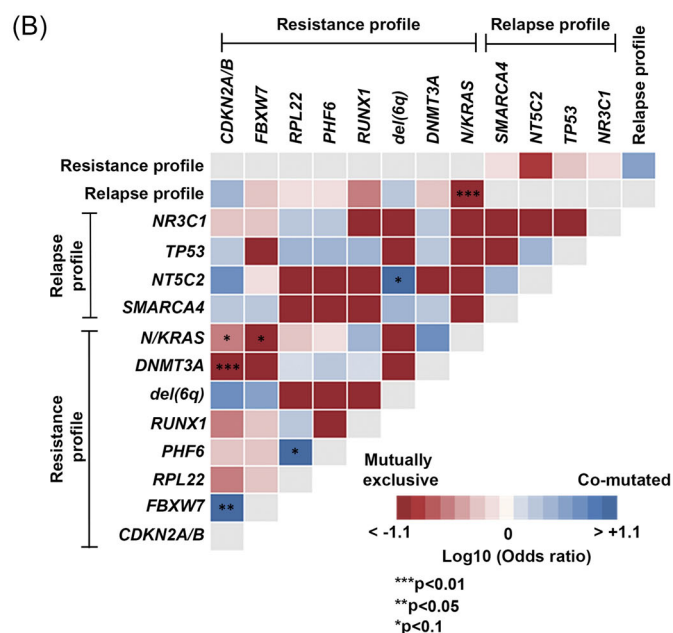 (B)
Resistance profile
Relapse profile
CDKN2A/B
FBXW7
RPL22
PHF6
RUNX1
del(6q)
DNMT3A
N/KRAS
SMARCA4
NT5C2
TP53
NR3C1
Relapse profile
Resistance profile
Relapse profile
***
NR3C1
TP53
NT5C2
*
SMARCA4
N/KRAS
*
*
DNMT3A
***
del(6q)
RUNX1
PHF6
*
RPL22
FBXW7
**
CDKN2A/B
Relapse
profile
Resistance
profile
Mutually
exclusive
Co-mutated
< -1.1
0
> +1.1
Log10 (Odds ratio)
***p<0.01
**p<0.05
*p<0.1